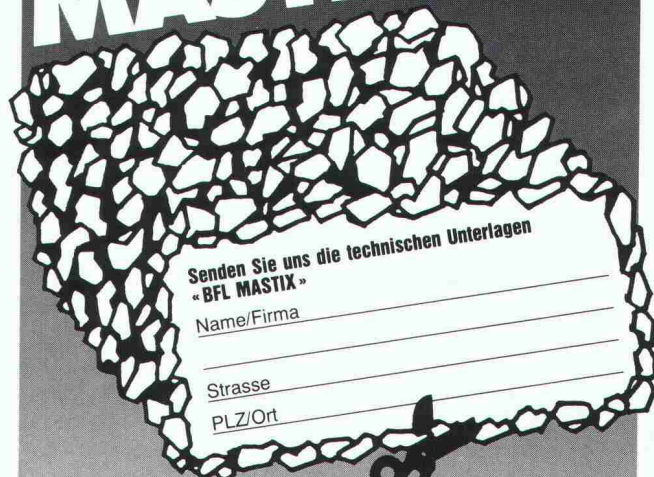 Senden Sie uns die technischen Unterlagen
« BFL MASTIX »
Name/Firma
Strasse
PLZ/Ort